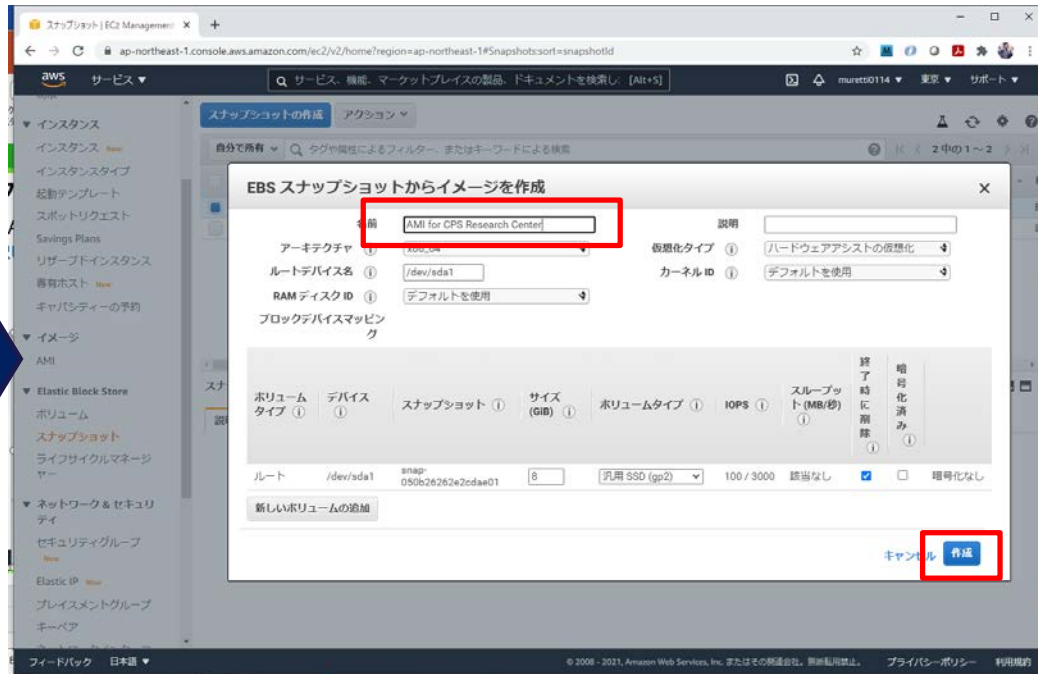 スナップショット | EC2 Management
ap-northeast-1.console.aws.amazon.com/ec2/v2/home?region=ap-northeast-1#Snapshots:sort=snapshotId
aws サービス サービス、機能、マーケットプレイスの製品、ドキュメントを検索し [Alt+S] muretti0114 東京 サポート
インスタンス
インスタンス New
インスタンスタイプ
起動テンプレート
スポットリクエスト
Savings Plans
リザーブドインスタンス
専有ホスト New
キャパシティーの予約
イメージ
AMI
Elastic Block Store
ボリューム
スナップショット
ライフサイクルマネージャー
ネットワーク & セキュリティ
セキュリティグループ
New
Elastic IP New
プレイスメントグループ
キーペア
スナップショットの作成 アクション
自分で所有 タグや属性によるフィルター、またはキーワードによる検索 2 中の 1 ~ 2
EBS スナップショットからイメージを作成
名前 AMI for CPS Research Center 説明
アーキテクチャ x86_64 仮想化タイプ ハードウェアアシストの仮想化
ルートデバイス名 /dev/sda1 カーネル ID デフォルトを使用
RAM ディスク ID デフォルトを使用
ブロックデバイスマッピング
ボリュームタイプ デバイス スナップショット サイズ (GiB) ボリュームタイプ IOPS スループット (MB/秒) 終了時に削除 暗号化済み
ルート /dev/sda1 snap-050b26262e2cdae01 8 汎用 SSD (gp2) 100 / 3000 該当なし 暗号化なし
新しいボリュームの追加
キャンセル 作成
フィードバック 日本語 © 2008 - 2021, Amazon Web Services, Inc. またはその関連会社。無断転用禁止。 プライバシーポリシー 利用規約